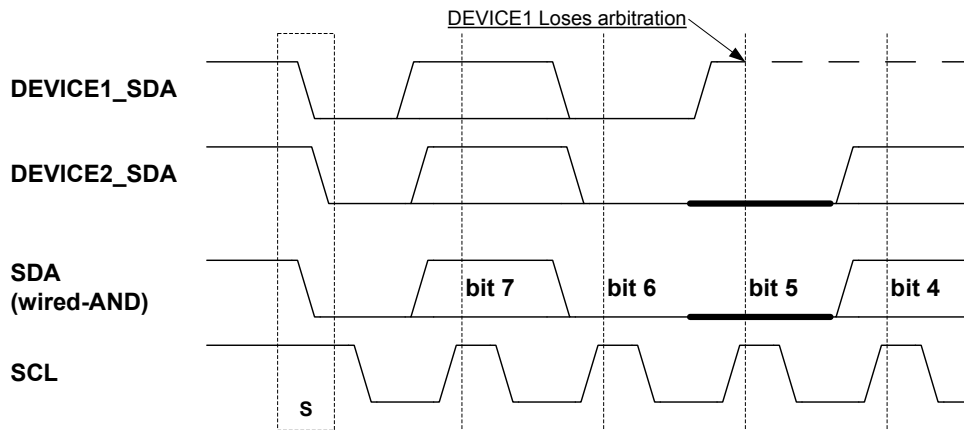 DEVICE1 Loses arbitration
DEVICE1_SDA
DEVICE2_SDA
SDA
(wired-AND)
bit 7
bit 6
bit 5
bit 4
SCL
S